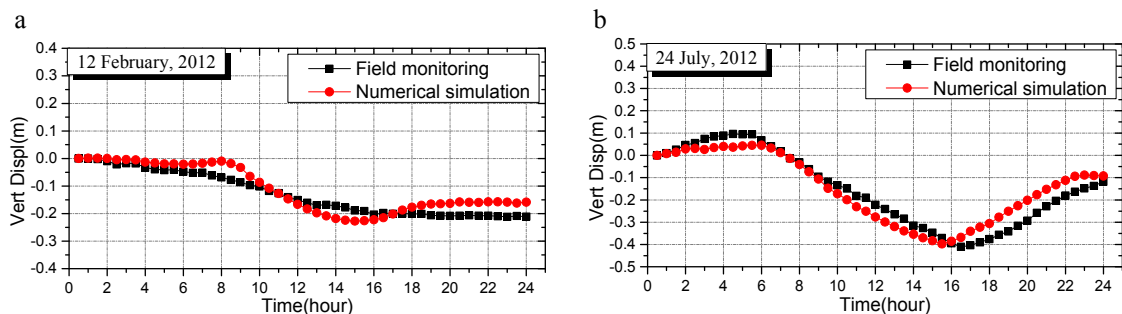 a
12 February, 2012
Field monitoring
Numerical simulation
0.4
0.3
0.2
0.1
0.0
-0.1
-0.2
-0.3
-0.4
Vert Displ(m)
0 2 4 6 8 10 12 14 16 18 20 22 24
Time(hour)
b
24 July, 2012
Field monitoring
Numerical simulation
0.5
0.4
0.3
0.2
0.1
0.0
-0.1
-0.2
-0.3
-0.4
-0.5
Vert Disp(m)
0 2 4 6 8 10 12 14 16 18 20 22 24
Time(hour)